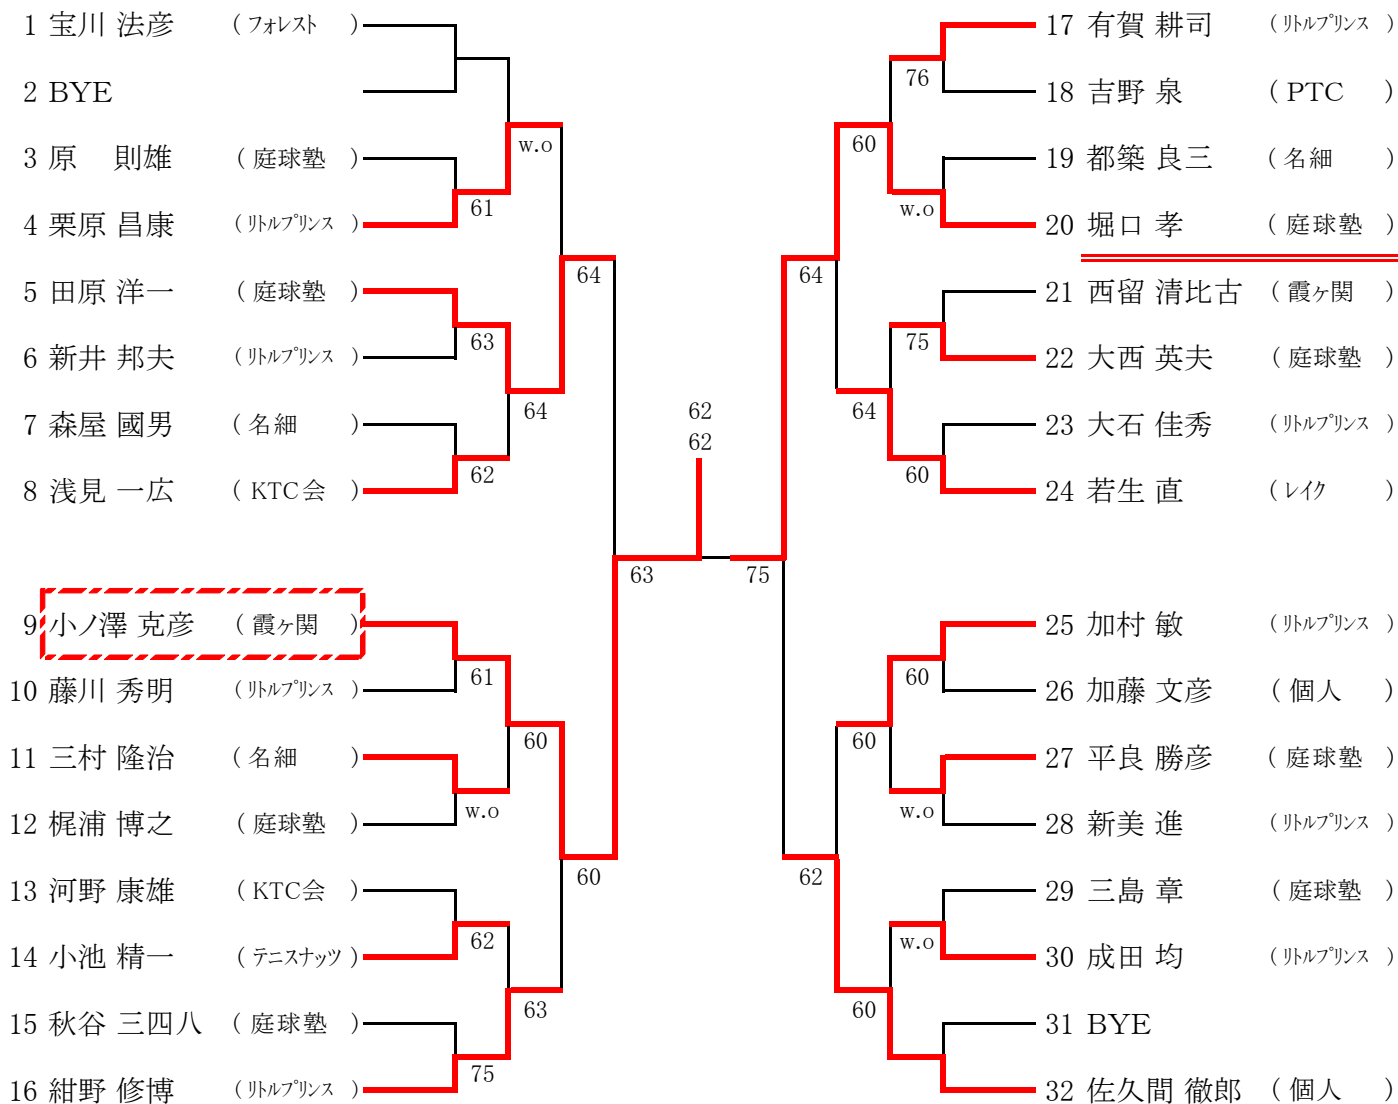 1 宝川 法彦 ( フォレスト )
2 BYE
3 原 則雄 ( 庭球塾 )
4 栗原 昌康 ( リトルプリンス )
5 田原 洋一 ( 庭球塾 )
6 新井 邦夫 ( リトルプリンス )
7 森屋 國男 ( 名細 )
8 浅見 一広 ( KTC会 )
9 小ノ澤 克彦 ( 霞ヶ関 )
10 藤川 秀明 ( リトルプリンス )
11 三村 隆治 ( 名細 )
12 梶浦 博之 ( 庭球塾 )
13 河野 康雄 ( KTC会 )
14 小池 精一 ( テニスナッツ )
15 秋谷 三四八 ( 庭球塾 )
16 紺野 修博 ( リトルプリンス )
61
63
62
61
w.o
62
75
w.o
64
60
63
64
60
63
62
62
75
64
62
60
64
60
60
76
w.o
75
60
60
w.o
w.o
17 有賀 耕司 ( リトルプリンス )
18 吉野 泉 ( PTC )
19 都築 良三 ( 名細 )
20 堀口 孝 ( 庭球塾 )
21 西留 清比古 ( 霞ヶ関 )
22 大西 英夫 ( 庭球塾 )
23 大石 佳秀 ( リトルプリンス )
24 若生 直 ( レイク )
25 加村 敏 ( リトルプリンス )
26 加藤 文彦 ( 個人 )
27 平良 勝彦 ( 庭球塾 )
28 新美 進 ( リトルプリンス )
29 三島 章 ( 庭球塾 )
30 成田 均 ( リトルプリンス )
31 BYE
32 佐久間 徹郎 ( 個人 )